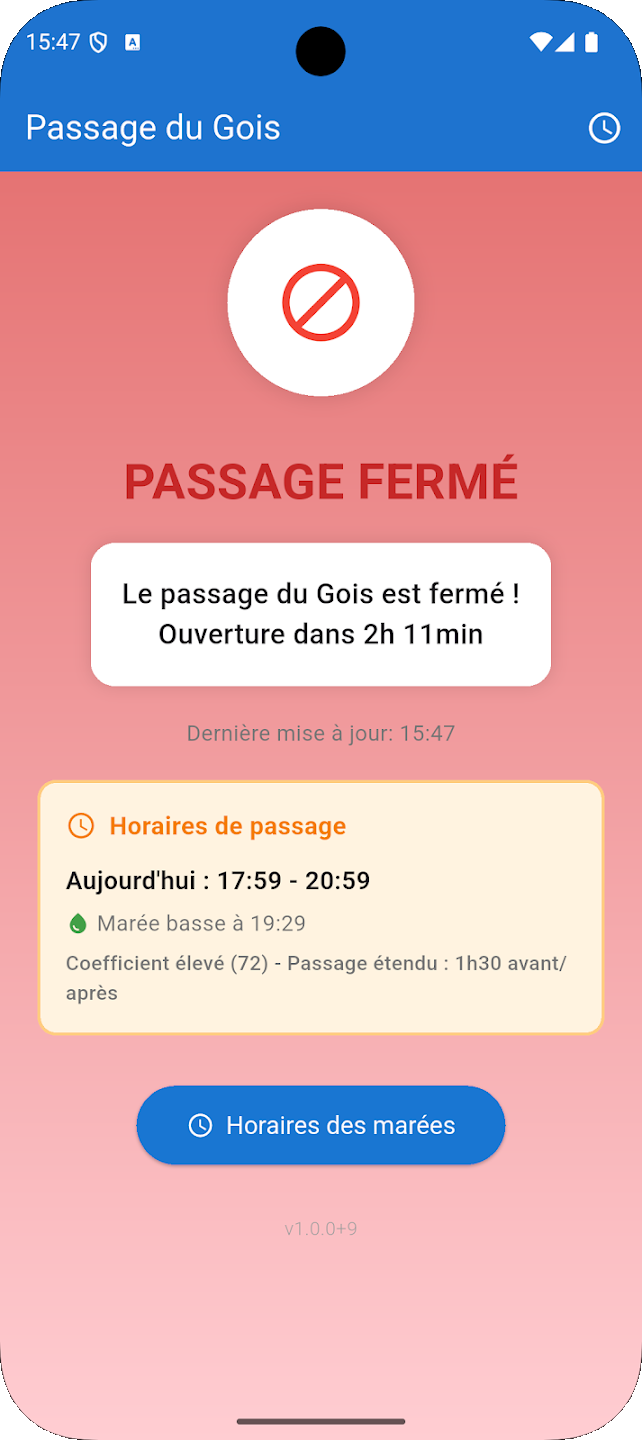 15:47
A
Passage du Gois
PASSAGE FERMÉ
Le passage du Gois est fermé !
Ouverture dans 2h 11min
Dernière mise à jour: 15:47
Horaires de passage
Aujourd'hui : 17:59 - 20:59
Marée basse à 19:29
Coefficient élevé (72) - Passage étendu : 1h30 avant/
après
Horaires des marées
v1.0.0+9